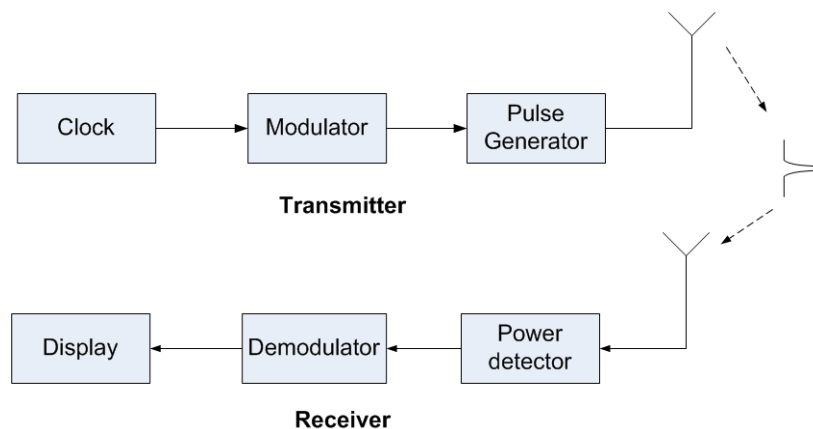 Clock
Modulator
Pulse
Generator
Transmitter
Display
Demodulator
Power
detector
Receiver